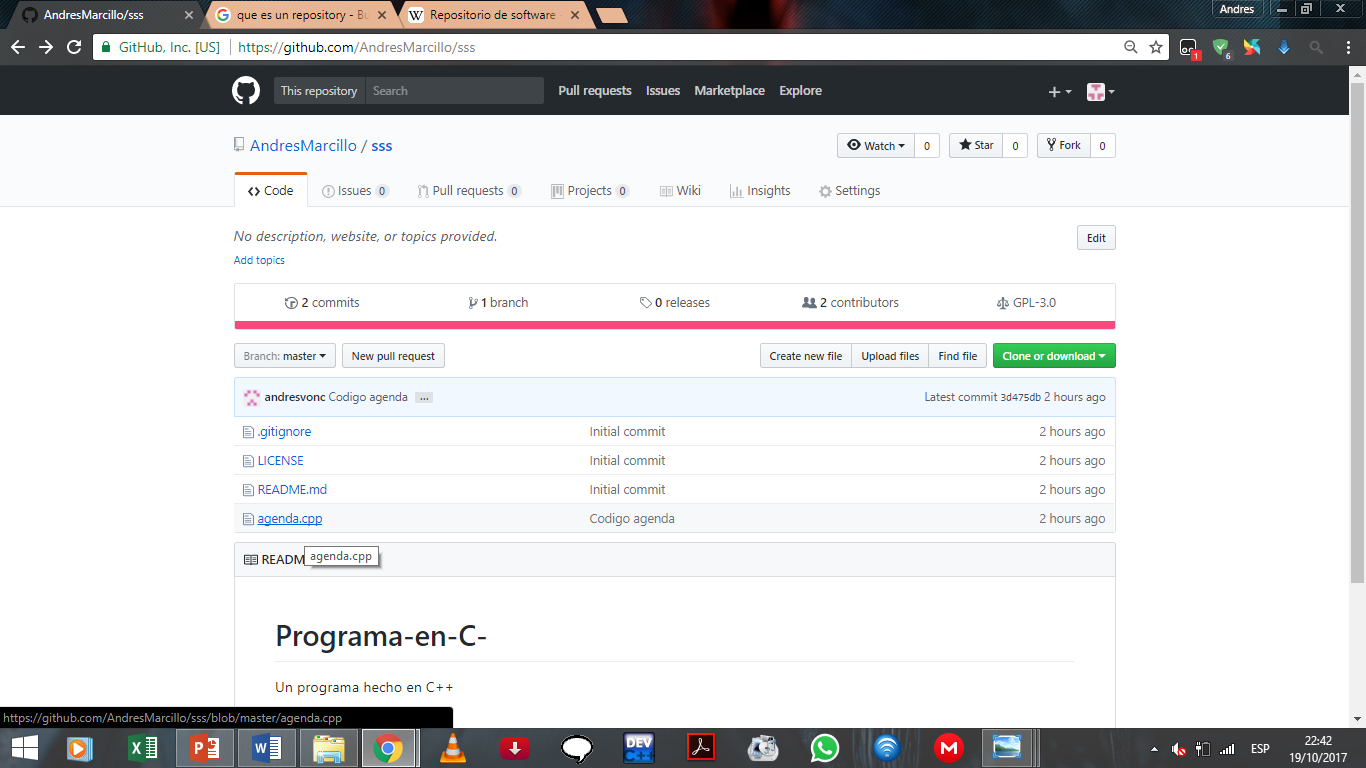 AndresMarcillo/sss
que es un repository - Bu
Repositorio de software -
Andres
GitHub, Inc. [US]
https://github.com/AndresMarcillo/sss
1
6
This repository
Search
Pull requests
Issues
Marketplace
Explore
AndresMarcillo / sss
Watch 0
Star 0
Fork 0
Code
Issues 0
Pull requests 0
Projects 0
Wiki
Insights
Settings
No description, website, or topics provided.
Edit
Add topics
2 commits
1 branch
0 releases
2 contributors
GPL-3.0
Branch: master
New pull request
Create new file
Upload files
Find file
Clone or download
andresvonc Codigo agenda ...
Latest commit 3d475db 2 hours ago
.gitignore Initial commit 2 hours ago
LICENSE Initial commit 2 hours ago
README.md Initial commit 2 hours ago
agenda.cpp Codigo agenda 2 hours ago
READM
agenda.cpp
Programa-en-C-
Un programa hecho en C++
https://github.com/AndresMarcillo/sss/blob/master/agenda.cpp
DEV
C++
ESP
22:42
19/10/2017